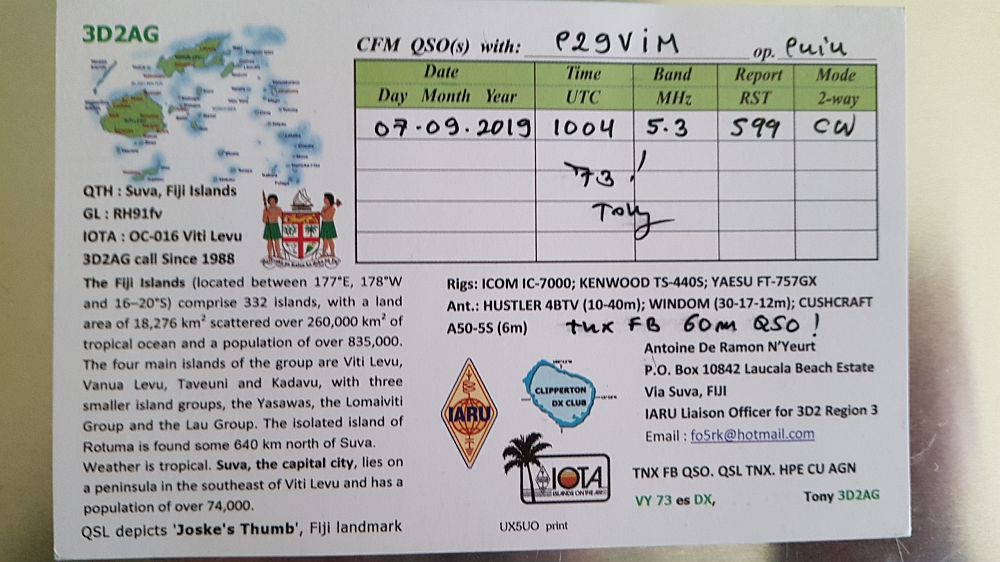 3D2AG
CFM QSO(s) with: P29ViM op. Puiu
Date Time Band Report Mode
Day Month Year UTC MHz RST 2-way
07.09.2019 1004 5.3 599 CW
73!
Tony
QTH : Suva, Fiji Islands
GL : RH91fv
IOTA : OC-016 Viti Levu
3D2AG call Since 1988
The Fiji Islands (located between 177°E, 178°W
and 16–20°S) comprise 332 islands, with a land
area of 18,276 km² scattered over 260,000 km² of
tropical ocean and a population of over 835,000.
The four main islands of the group are Viti Levu,
Vanua Levu, Taveuni and Kadavu, with three
smaller island groups, the Yasawas, the Lomaiviti
Group and the Lau Group. The isolated island of
Rotuma is found some 640 km north of Suva.
Weather is tropical. Suva, the capital city, lies on
a peninsula in the southeast of Viti Levu and has a
population of over 74,000.
QSL depicts 'Joske's Thumb', Fiji landmark
Rigs: ICOM IC-7000; KENWOOD TS-440S; YAESU FT-757GX
Ant.: HUSTLER 4BTV (10-40m); WINDOM (30-17-12m); CUSHCRAFT
A50-5S (6m) tnx FB 60m QSO!
Antoine De Ramon N'Yeurt
P.O. Box 10842 Laucala Beach Estate
Via Suva, FIJI
IARU Liaison Officer for 3D2 Region 3
Email : fo5rk@hotmail.com
IARU
CLIPPERTON
DX CLUB
IOTA
ISLANDS ON THE AIR
TNX FB QSO. QSL TNX. HPE CU AGN
VY 73 es DX, Tony 3D2AG
UX5UO print